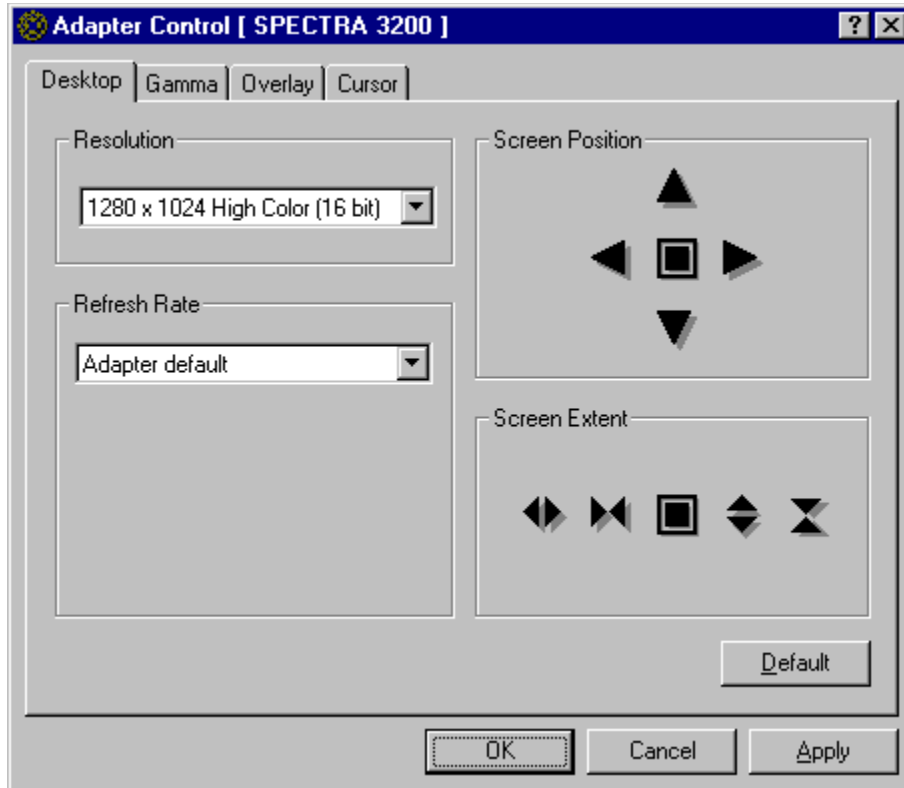 Adapter Control [ SPECTRA 3200 ]
Desktop Gamma Overlay Cursor
Resolution
1280 x 1024 High Color (16 bit)
Refresh Rate
Adapter default
Screen Position
Screen Extent
Default
OK Cancel Apply